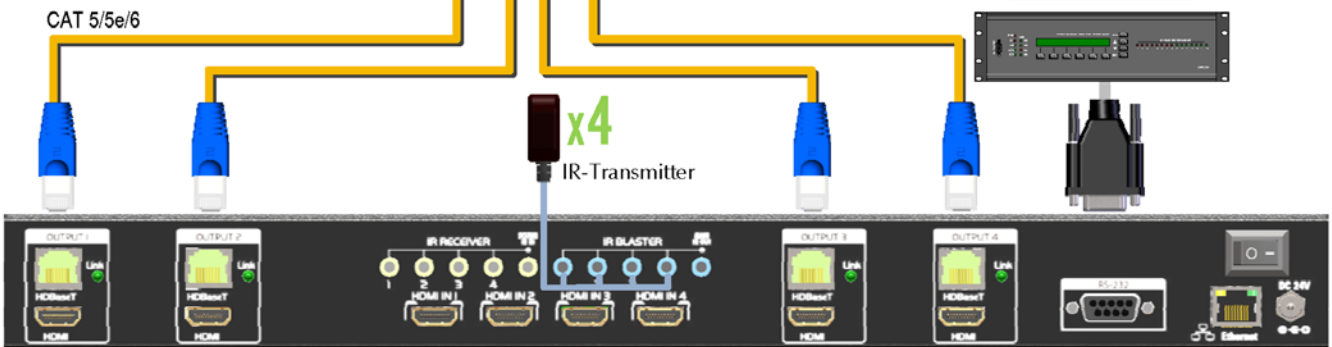 CAT 5/5e/6
x4
IR-Transmitter
OUTPUT 1
OUTPUT 2
IR RECEIVER
IR BLASTER
OUTPUT 3
OUTPUT 4
Link
Link
Link
Link
HDBaseT
HDBaseT
HDBaseT
HDBaseT
1 2 3 4
HDMI IN 1
HDMI IN 2
HDMI IN 3
HDMI IN 4
RS-232
O –
DC 24V
HDMI
HDMI
HDMI
HDMI
Ethernet